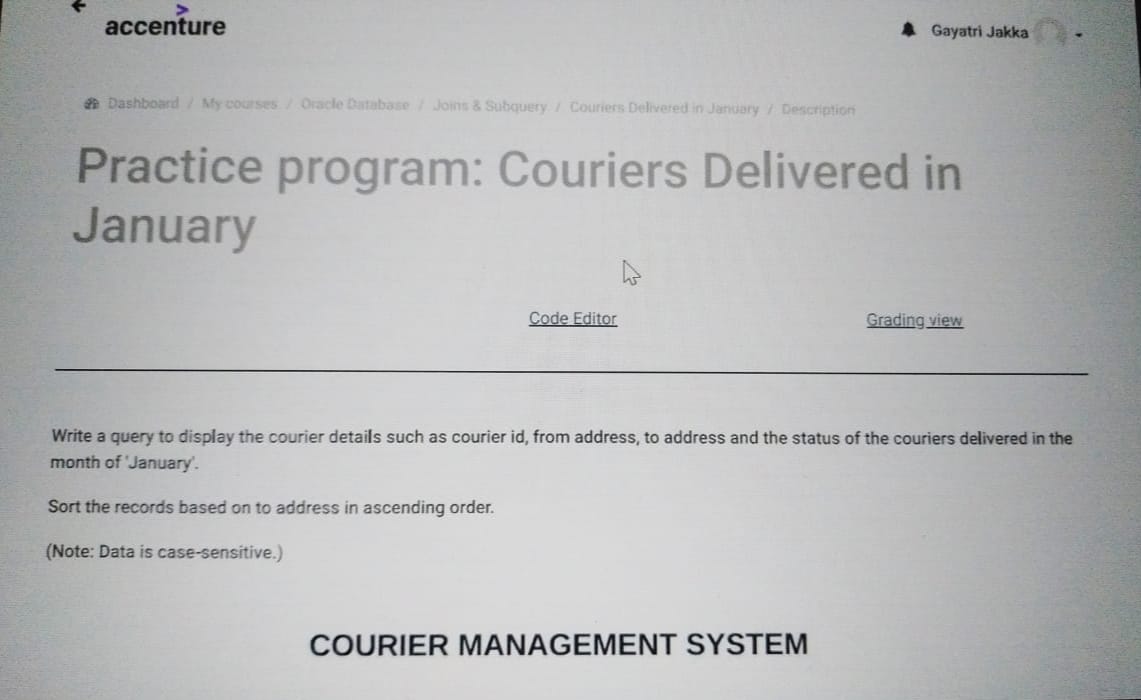 accenture
Gayatri Jakka
Dashboard / My courses / Oracle Database / Joins & Subquery / Couriers Delivered in January / Description
Practice program: Couriers Delivered in
January
Code Editor
Grading view
Write a query to display the courier details such as courier id, from address, to address and the status of the couriers delivered in the
month of 'January'.
Sort the records based on to address in ascending order.
(Note: Data is case-sensitive.)
COURIER MANAGEMENT SYSTEM